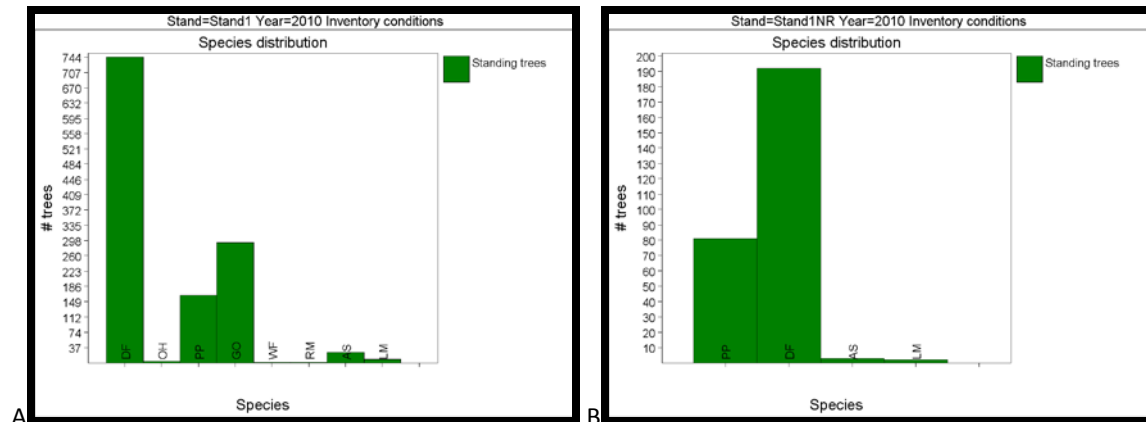 Stand=Stand1 Year=2010 Inventory conditions
Species distribution
Standing trees
# trees
744
707
670
632
595
558
521
484
446
409
372
335
298
260
223
186
149
112
74
37
DF OH PP GO WF RM AS LM
Species
A
Stand=Stand1NR Year=2010 Inventory conditions
Species distribution
Standing trees
# trees
200
190
180
170
160
150
140
130
120
110
100
90
80
70
60
50
40
30
20
10
PP DF AS LM
Species
B